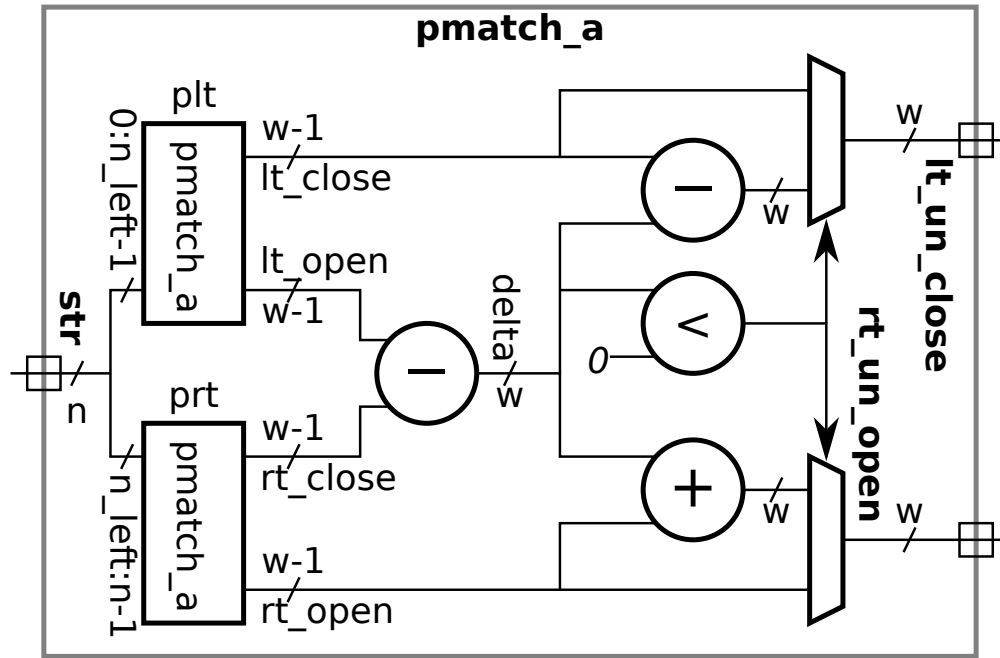 pmatch_a
plt
0:n_left-1
pmatch_a
w-1
lt_close
lt_open
w-1
str
n
delta
w
prt
n_left:n-1
pmatch_a
w-1
rt_close
w-1
rt_open
−
−
w
<
0
+
w
w
lt_un_close
rt_un_open
w